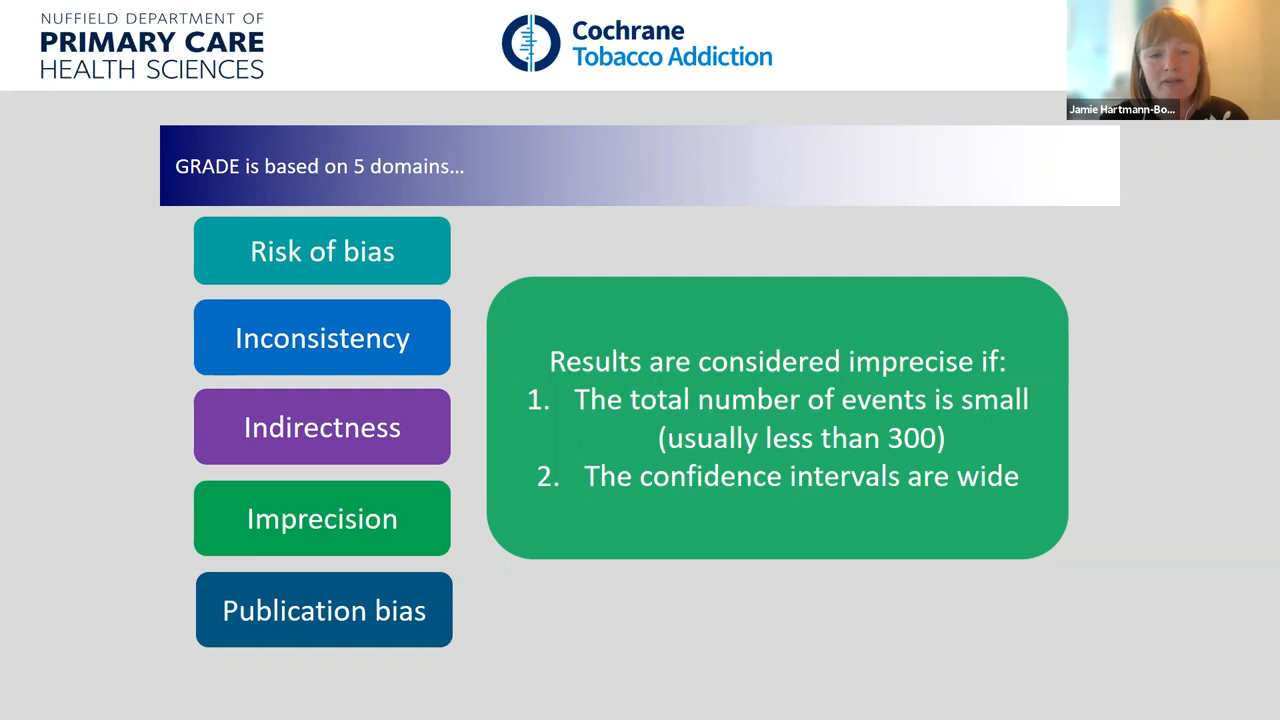 NUFFIELD DEPARTMENT OF
PRIMARY CARE
HEALTH SCIENCES
Cochrane
Tobacco Addiction
Jamie Hartmann-Bo...
GRADE is based on 5 domains...
Risk of bias
Inconsistency
Indirectness
Imprecision
Publication bias
Results are considered imprecise if:
1. The total number of events is small
(usually less than 300)
2. The confidence intervals are wide